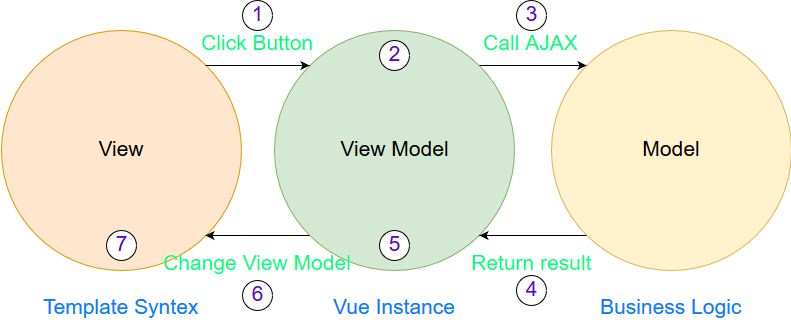 1
3
Click Button
2
Call AJAX
View
View Model
Model
7
5
Change View Model
Return result
6
4
Template Syntex
Vue Instance
Business Logic